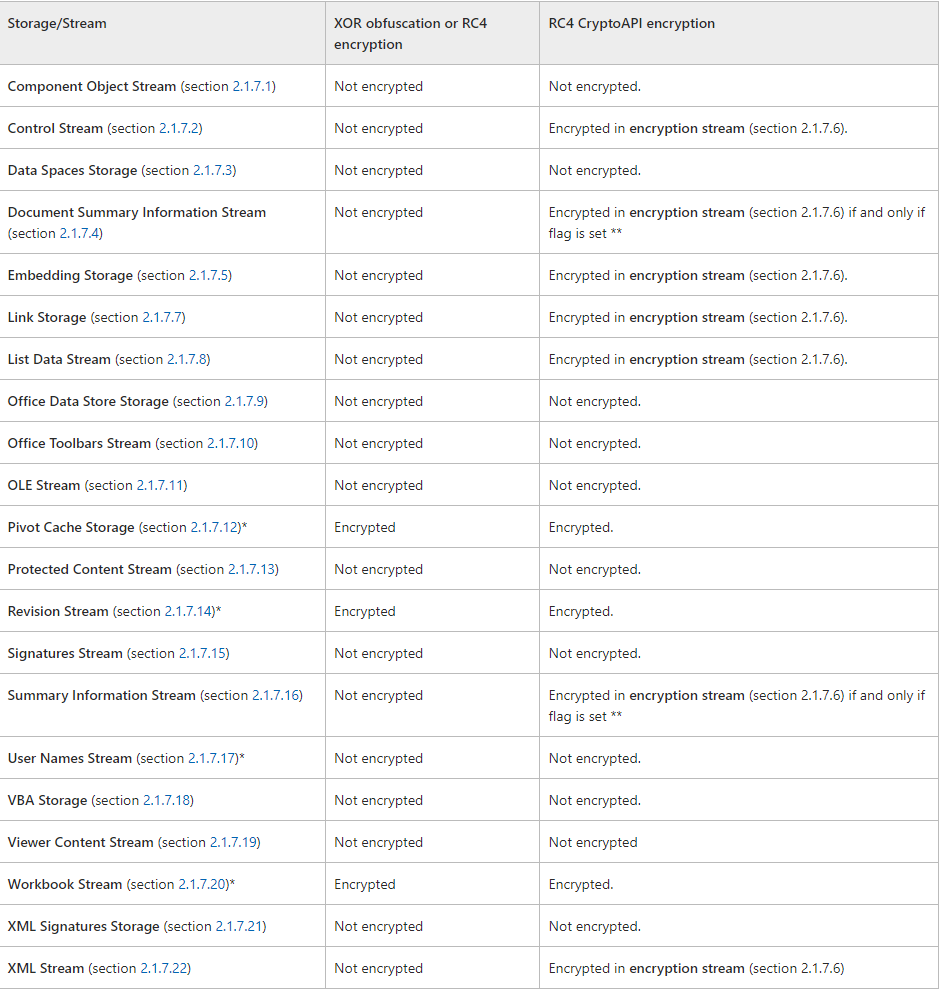 Storage/Stream
XOR obfuscation or RC4
encryption
RC4 CryptoAPI encryption
Component Object Stream (section 2.1.7.1)
Not encrypted
Not encrypted.
Control Stream (section 2.1.7.2)
Not encrypted
Encrypted in encryption stream (section 2.1.7.6).
Data Spaces Storage (section 2.1.7.3)
Not encrypted
Not encrypted.
Document Summary Information Stream
(section 2.1.7.4)
Not encrypted
Encrypted in encryption stream (section 2.1.7.6) if and only if
flag is set **
Embedding Storage (section 2.1.7.5)
Not encrypted
Encrypted in encryption stream (section 2.1.7.6).
Link Storage (section 2.1.7.7)
Not encrypted
Encrypted in encryption stream (section 2.1.7.6).
List Data Stream (section 2.1.7.8)
Not encrypted
Encrypted in encryption stream (section 2.1.7.6).
Office Data Store Storage (section 2.1.7.9)
Not encrypted
Not encrypted.
Office Toolbars Stream (section 2.1.7.10)
Not encrypted
Not encrypted.
OLE Stream (section 2.1.7.11)
Not encrypted
Not encrypted.
Pivot Cache Storage (section 2.1.7.12)*
Encrypted
Encrypted.
Protected Content Stream (section 2.1.7.13)
Not encrypted
Not encrypted.
Revision Stream (section 2.1.7.14)*
Encrypted
Encrypted.
Signatures Stream (section 2.1.7.15)
Not encrypted
Not encrypted.
Summary Information Stream (section 2.1.7.16)
Not encrypted
Encrypted in encryption stream (section 2.1.7.6) if and only if
flag is set **
User Names Stream (section 2.1.7.17)*
Not encrypted
Not encrypted.
VBA Storage (section 2.1.7.18)
Not encrypted
Not encrypted.
Viewer Content Stream (section 2.1.7.19)
Not encrypted
Not encrypted
Workbook Stream (section 2.1.7.20)*
Encrypted
Encrypted.
XML Signatures Storage (section 2.1.7.21)
Not encrypted
Not encrypted.
XML Stream (section 2.1.7.22)
Not encrypted
Encrypted in encryption stream (section 2.1.7.6)